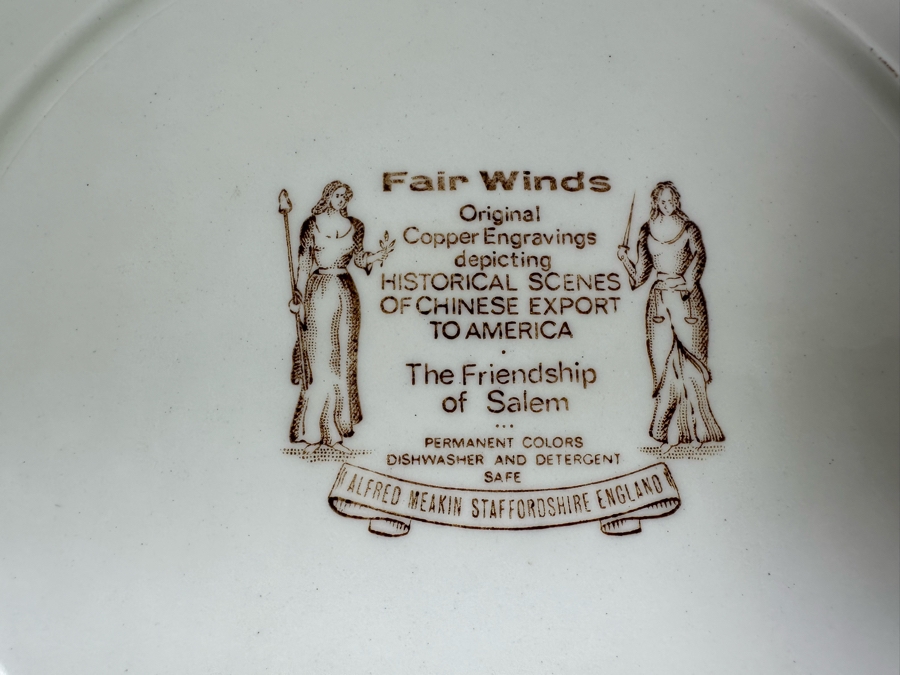 Fair Winds
Original
Copper Engravings
depicting
HISTORICAL SCENES
OF CHINESE EXPORT
TO AMERICA
The Friendship
of Salem
PERMANENT COLORS
DISHWASHER AND DETERGENT
SAFE
ALFRED MEAKIN STAFFORDSHIRE ENGLAND